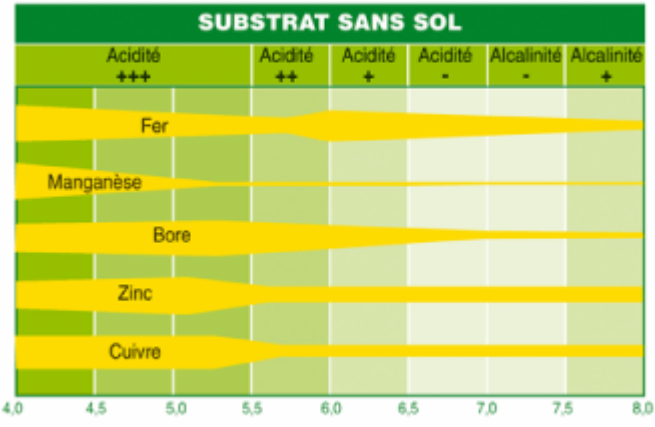 SUBSTRAT SANS SOL
Acidité Acidité Acidité Acidité Alcalinité Alcalinité
+++ ++ + - - +
Fer
Manganèse
Bore
Zinc
Cuivre
4,0 4,5 5,0 5,5 6,0 6,5 7,0 7,5 8,0